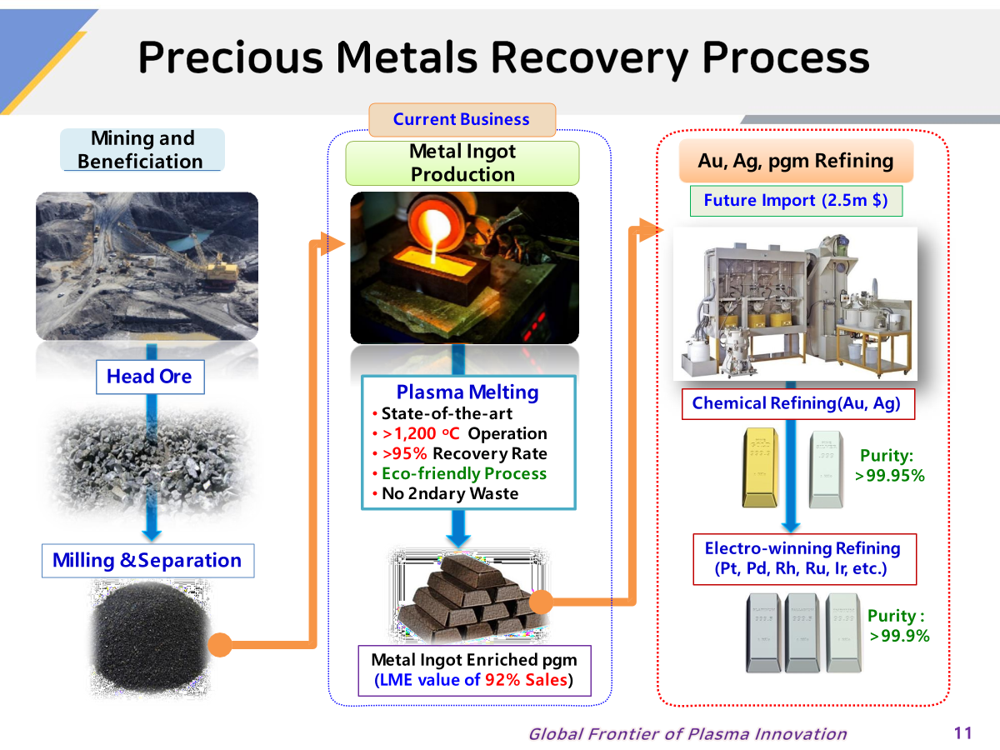 Precious Metals Recovery Process
Mining and
Beneficiation
Head Ore
Milling &Separation
Current Business
Metal Ingot
Production
Plasma Melting
• State-of-the-art
• >1,200 ºC Operation
• >95% Recovery Rate
• Eco-friendly Process
• No 2ndary Waste
Metal Ingot Enriched pgm
(LME value of 92% Sales)
Au, Ag, pgm Refining
Future Import (2.5m $)
Chemical Refining(Au, Ag)
Purity:
>99.95%
Electro-winning Refining
(Pt, Pd, Rh, Ru, Ir, etc.)
Purity :
>99.9%
Global Frontier of Plasma Innovation
11